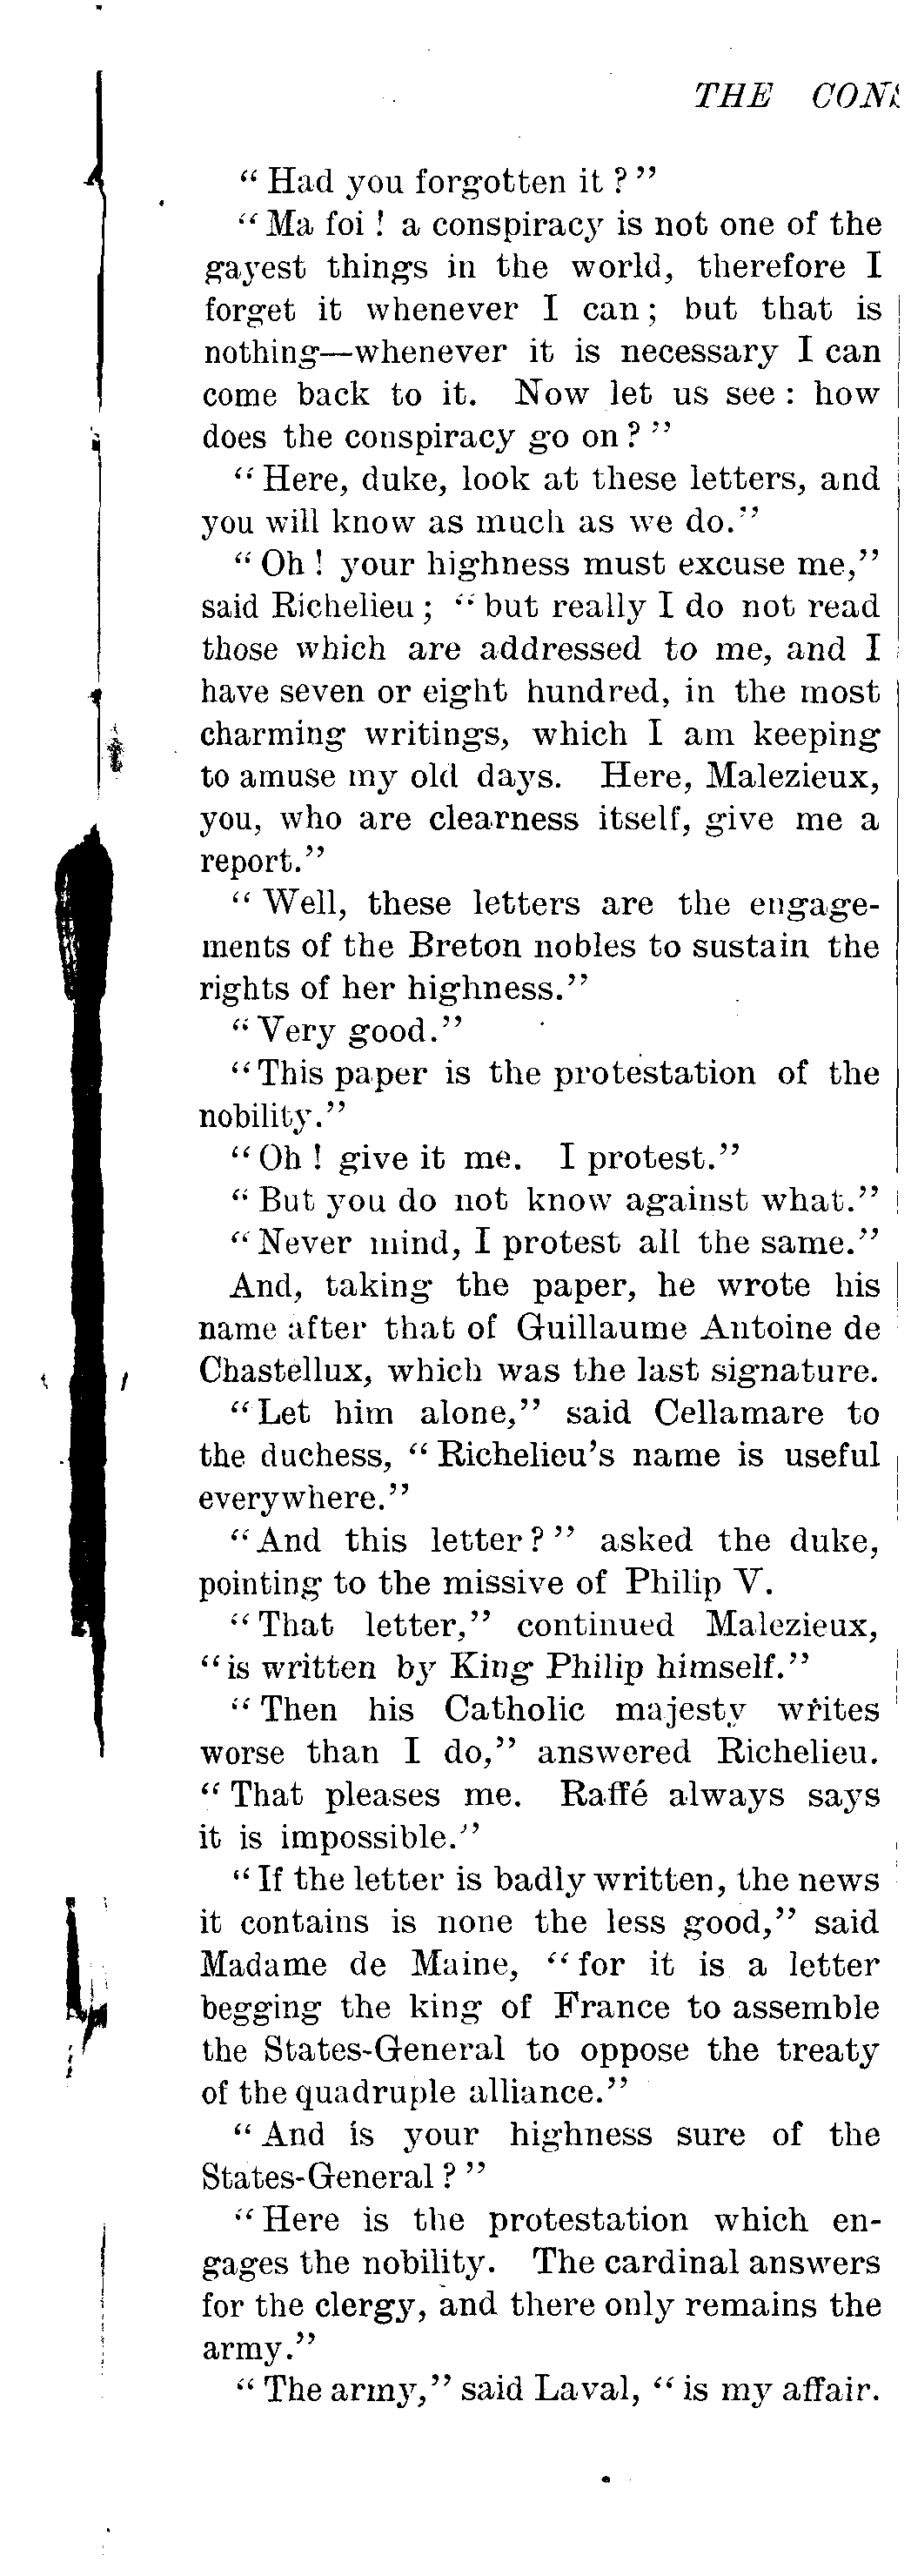 THE CONS
“ Had you forgotten it ? ”
“ Ma foi ! a conspiracy is not one of the
gayest things in the world, therefore I
forget it whenever I can ; but that is
nothing—whenever it is necessary I can
come back to it. Now let us see : how
does the conspiracy go on ? ”
“ Here, duke, look at these letters, and
you will know as much as we do.”
“ Oh ! your highness must excuse me,”
said Richelieu ; “ but really I do not read
those which are addressed to me, and I
have seven or eight hundred, in the most
charming writings, which I am keeping
to amuse my old days. Here, Malezieux,
you, who are clearness itself, give me a
report.”
“ Well, these letters are the engage-
ments of the Breton nobles to sustain the
rights of her highness.”
“ Very good.”
“ This paper is the protestation of the
nobility.”
“ Oh ! give it me. I protest.”
“ But you do not know against what.”
“ Never mind, I protest all the same.”
And, taking the paper, he wrote his
name after that of Guillaume Antoine de
Chastellux, which was the last signature.
“ Let him alone,” said Cellamare to
the duchess, “ Richelieu’s name is useful
everywhere.”
“ And this letter ? ” asked the duke,
pointing to the missive of Philip V.
“ That letter,” continued Malezieux,
“ is written by King Philip himself.”
“ Then his Catholic majesty writes
worse than I do,” answered Richelieu.
“ That pleases me. Raffé always says
it is impossible.”
“ If the letter is badly written, the news
it contains is none the less good,” said
Madame de Maine, “ for it is a letter
begging the king of France to assemble
the States-General to oppose the treaty
of the quadruple alliance.”
“ And is your highness sure of the
States-General ? ”
“ Here is the protestation which en-
gages the nobility. The cardinal answers
for the clergy, and there only remains the
army.”
“ The army,” said Laval, “ is my affair.